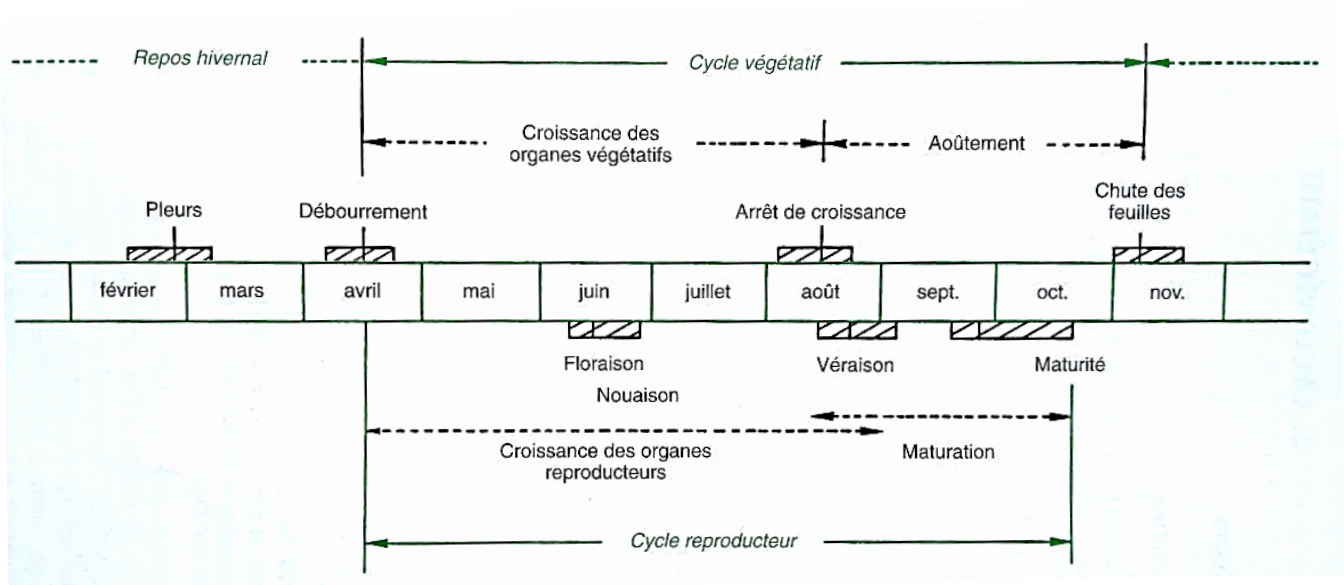 Repos hivernal
Cycle végétatif
Croissance des
organes végétatifs
Aoûtement
Pleurs
Débourrement
Arrêt de croissance
Chute des
feuilles
février
mars
avril
mai
juin
juillet
août
sept.
oct.
nov.
Floraison
Véraison
Maturité
Nouaison
Croissance des organes
reproducteurs
Maturation
Cycle reproducteur